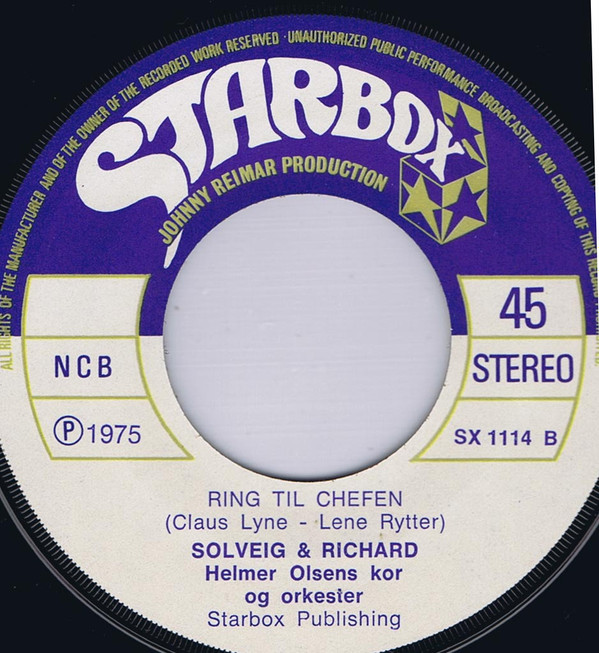 ALL RIGHTS OF THE MANUFACTURER AND OF THE OWNER OF THE RECORDED WORK RESERVED · UNAUTHORIZED PUBLIC PERFORMANCE BROADCASTING AND COPYING OF THIS RECORD
STARBOX
JOHNNY REIMAR PRODUCTION
45
NCB
STEREO
Ⓟ1975
SX 1114 B
RING TIL CHEFEN
(Claus Lyne - Lene Rytter)
SOLVEIG & RICHARD
Helmer Olsens kor
og orkester
Starbox Publishing